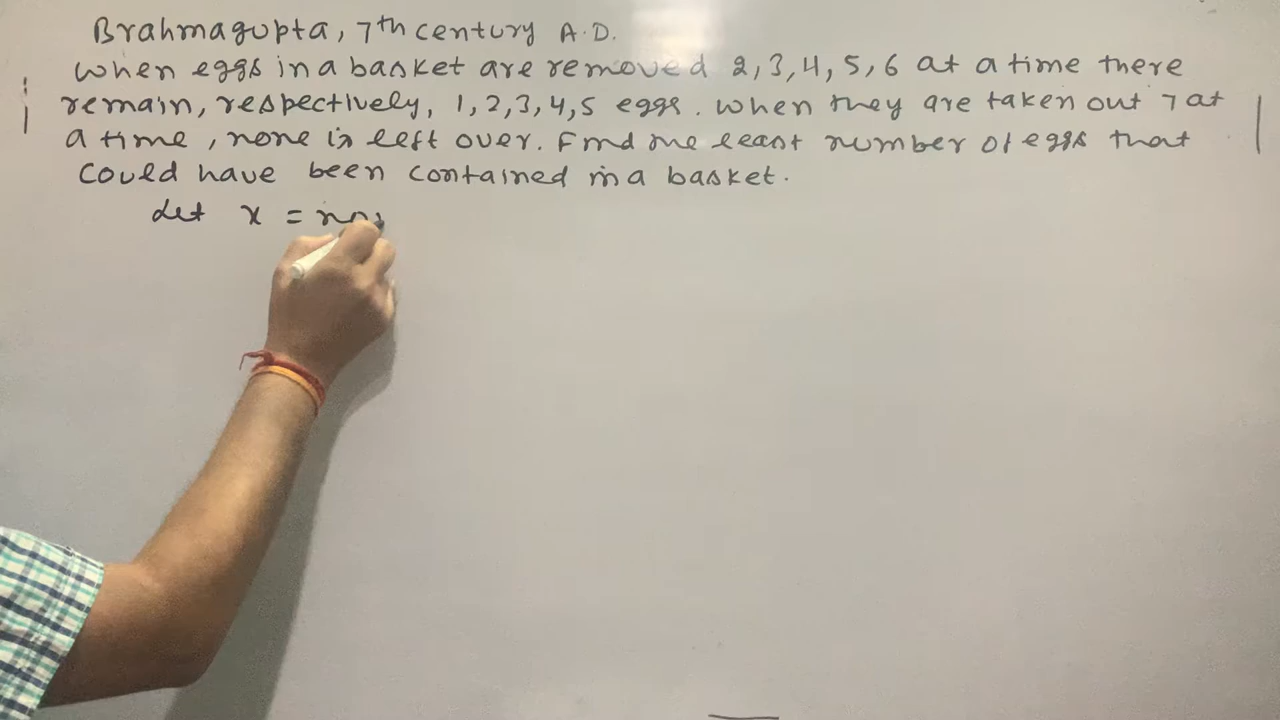 Brahmagupta, 7th century A.D.
When eggs in a basket are removed 2, 3, 4, 5, 6 at a time there
remain, respectively, 1, 2, 3, 4, 5 eggs. When they are taken out 7 at
a time, none is left over. Find the least number of eggs that
could have been contained in a basket.
Let x = no.